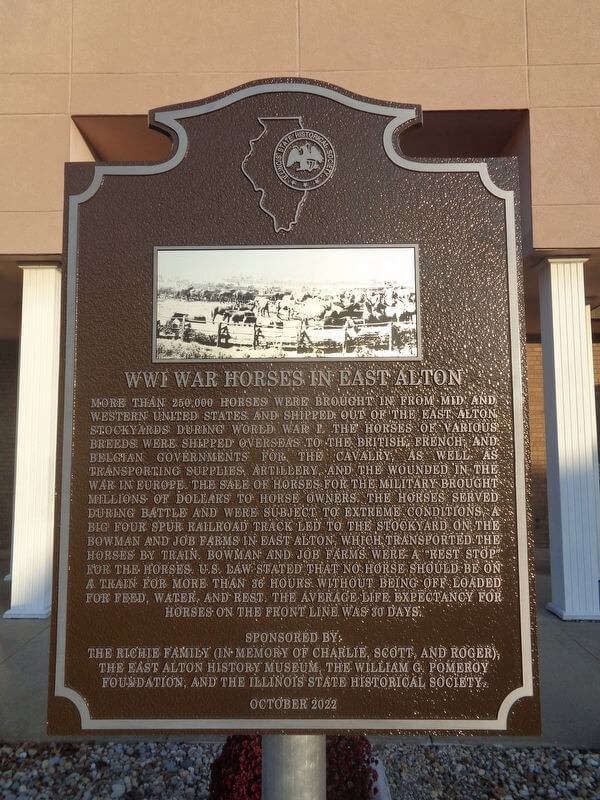 ILLINOIS STATE HISTORICAL SOCIETY
WWI WAR HORSES IN EAST ALTON
MORE THAN 250,000 HORSES WERE BROUGHT IN FROM MID AND
WESTERN UNITED STATES AND SHIPPED OUT OF THE EAST ALTON
STOCKYARDS DURING WORLD WAR I. THE HORSES OF VARIOUS
BREEDS WERE SHIPPED OVERSEAS TO THE BRITISH, FRENCH, AND
BELGIAN GOVERNMENTS FOR THE CAVALRY, AS WELL AS
TRANSPORTING SUPPLIES, ARTILLERY, AND THE WOUNDED IN THE
WAR IN EUROPE. THE SALE OF HORSES FOR THE MILITARY BROUGHT
MILLIONS OF DOLLARS TO HORSE OWNERS. THE HORSES SERVED
DURING BATTLE AND WERE SUBJECT TO EXTREME CONDITIONS. A
BIG FOUR SPUR RAILROAD TRACK LED TO THE STOCKYARD ON THE
BOWMAN AND JOB FARMS IN EAST ALTON, WHICH TRANSPORTED THE
HORSES BY TRAIN. BOWMAN AND JOB FARMS WERE A "REST STOP"
FOR THE HORSES. U.S. LAW STATED THAT NO HORSE SHOULD BE ON
A TRAIN FOR MORE THAN 36 HOURS WITHOUT BEING OFF LOADED
FOR FEED, WATER, AND REST. THE AVERAGE LIFE EXPECTANCY FOR
HORSES ON THE FRONT LINE WAS 30 DAYS.
SPONSORED BY:
THE RICHIE FAMILY (IN MEMORY OF CHARLIE, SCOTT, AND ROGER),
THE EAST ALTON HISTORY MUSEUM, THE WILLIAM G. POMEROY
FOUNDATION, AND THE ILLINOIS STATE HISTORICAL SOCIETY.
OCTOBER 2022